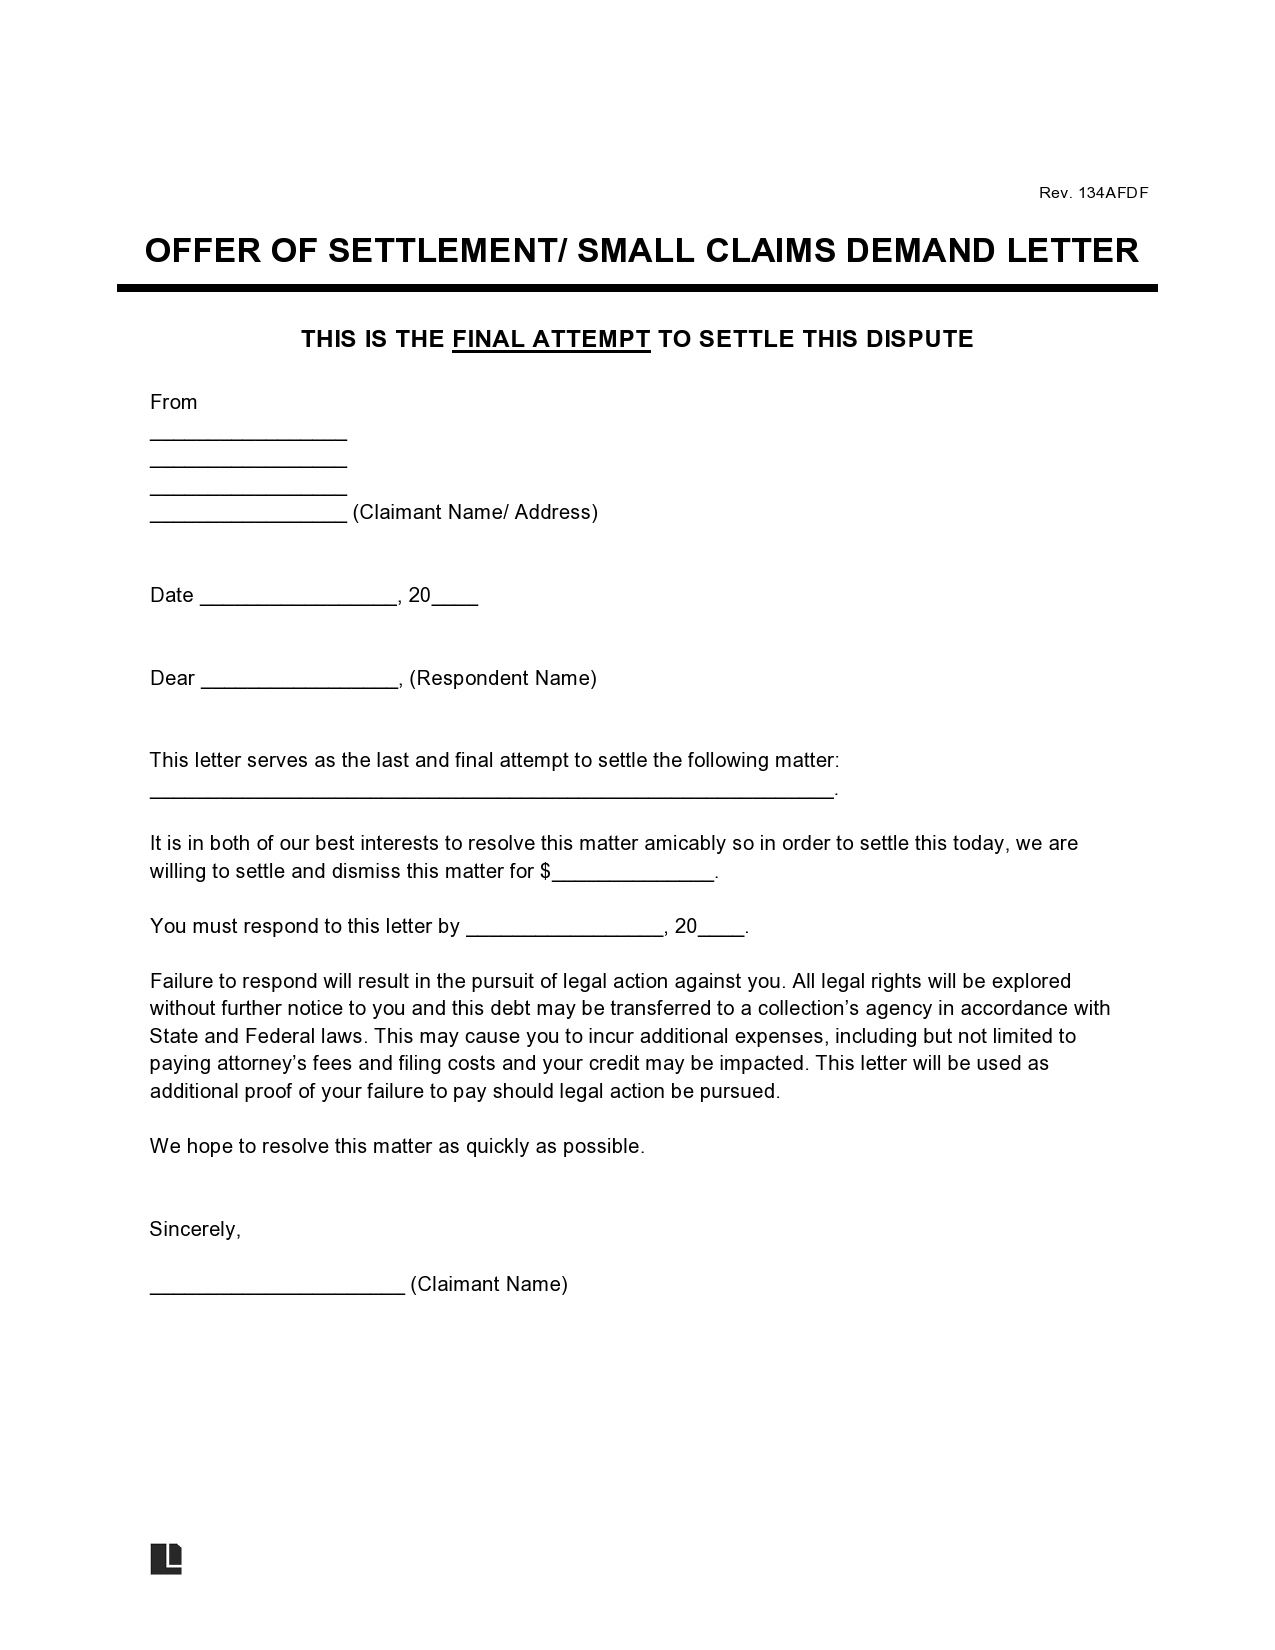 Rev. 134AFDF
OFFER OF SETTLEMENT/ SMALL CLAIMS DEMAND LETTER
THIS IS THE FINAL ATTEMPT TO SETTLE THIS DISPUTE
From
_________________
_________________
_________________
_________________ (Claimant Name/ Address)
Date _________________, 20____
Dear _________________, (Respondent Name)
This letter serves as the last and final attempt to settle the following matter:
___________________________________________________________.
It is in both of our best interests to resolve this matter amicably so in order to settle this today, we are
willing to settle and dismiss this matter for $______________.
You must respond to this letter by _________________, 20____.
Failure to respond will result in the pursuit of legal action against you. All legal rights will be explored
without further notice to you and this debt may be transferred to a collection’s agency in accordance with
State and Federal laws. This may cause you to incur additional expenses, including but not limited to
paying attorney’s fees and filing costs and your credit may be impacted. This letter will be used as
additional proof of your failure to pay should legal action be pursued.
We hope to resolve this matter as quickly as possible.
Sincerely,
______________________ (Claimant Name)